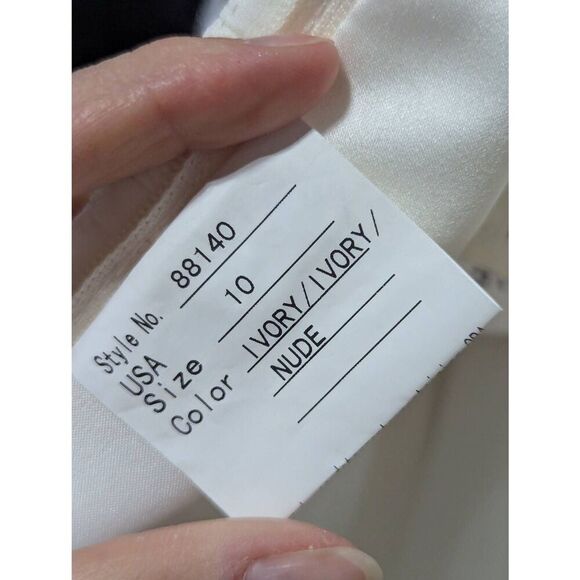 Style No. 88140
USA
Size 10
Color IVORY/IVORY/
NUDE